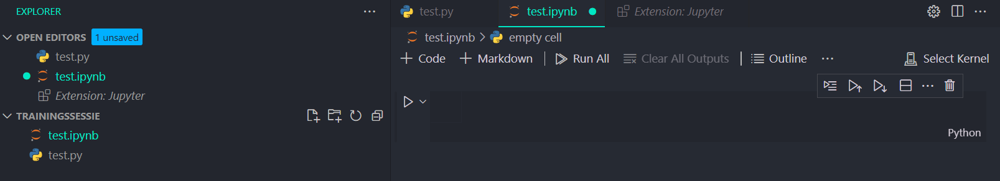 EXPLORER
OPEN EDITORS 1 unsaved
test.py
test.ipynb
Extension: Jupyter
TRAININGSSESSIE
test.ipynb
test.py
test.py test.ipynb Extension: Jupyter
test.ipynb > empty cell
+ Code + Markdown Run All Clear All Outputs Outline ... Select Kernel
Python